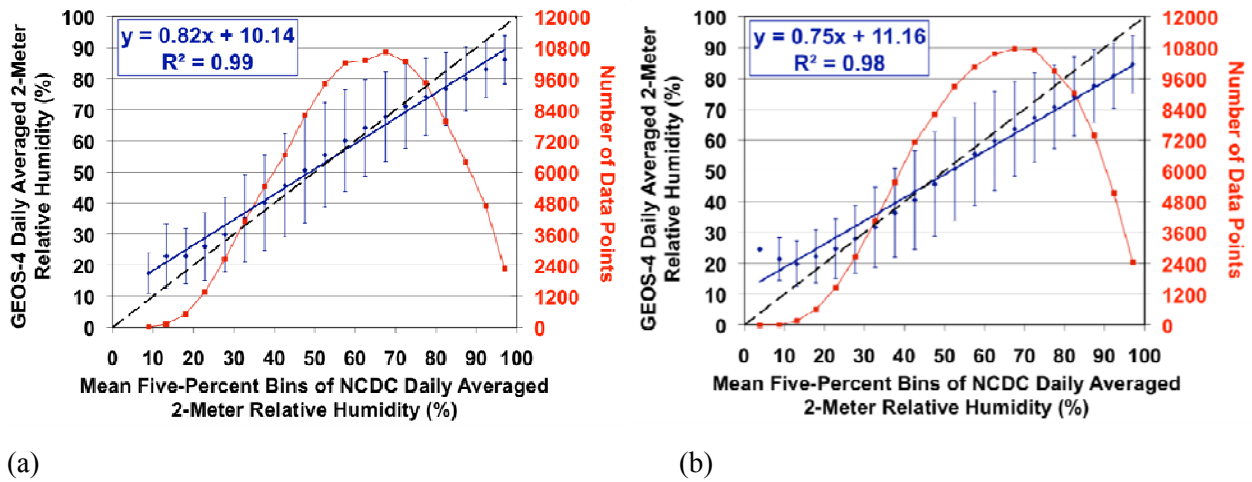 GEOS-4 Daily Averaged 2-Meter
Relative Humidity (%)
100
90
80
70
60
50
40
30
20
10
0
y = 0.82x + 10.14
R² = 0.99
12000
10800
9600
8400
7200
6000
4800
3600
2400
1200
0
Number of Data Points
0 10 20 30 40 50 60 70 80 90 100
Mean Five-Percent Bins of NCDC Daily Averaged
2-Meter Relative Humidity (%)
(a)
GEOS-4 Daily Averaged 2-Meter
Relative Humidity (%)
100
90
80
70
60
50
40
30
20
10
0
y = 0.75x + 11.16
R² = 0.98
12000
10800
9600
8400
7200
6000
4800
3600
2400
1200
0
Number of Data Points
0 10 20 30 40 50 60 70 80 90 100
Mean Five-Percent Bins of NCDC Daily Averaged
2-Meter Relative Humidity (%)
(b)